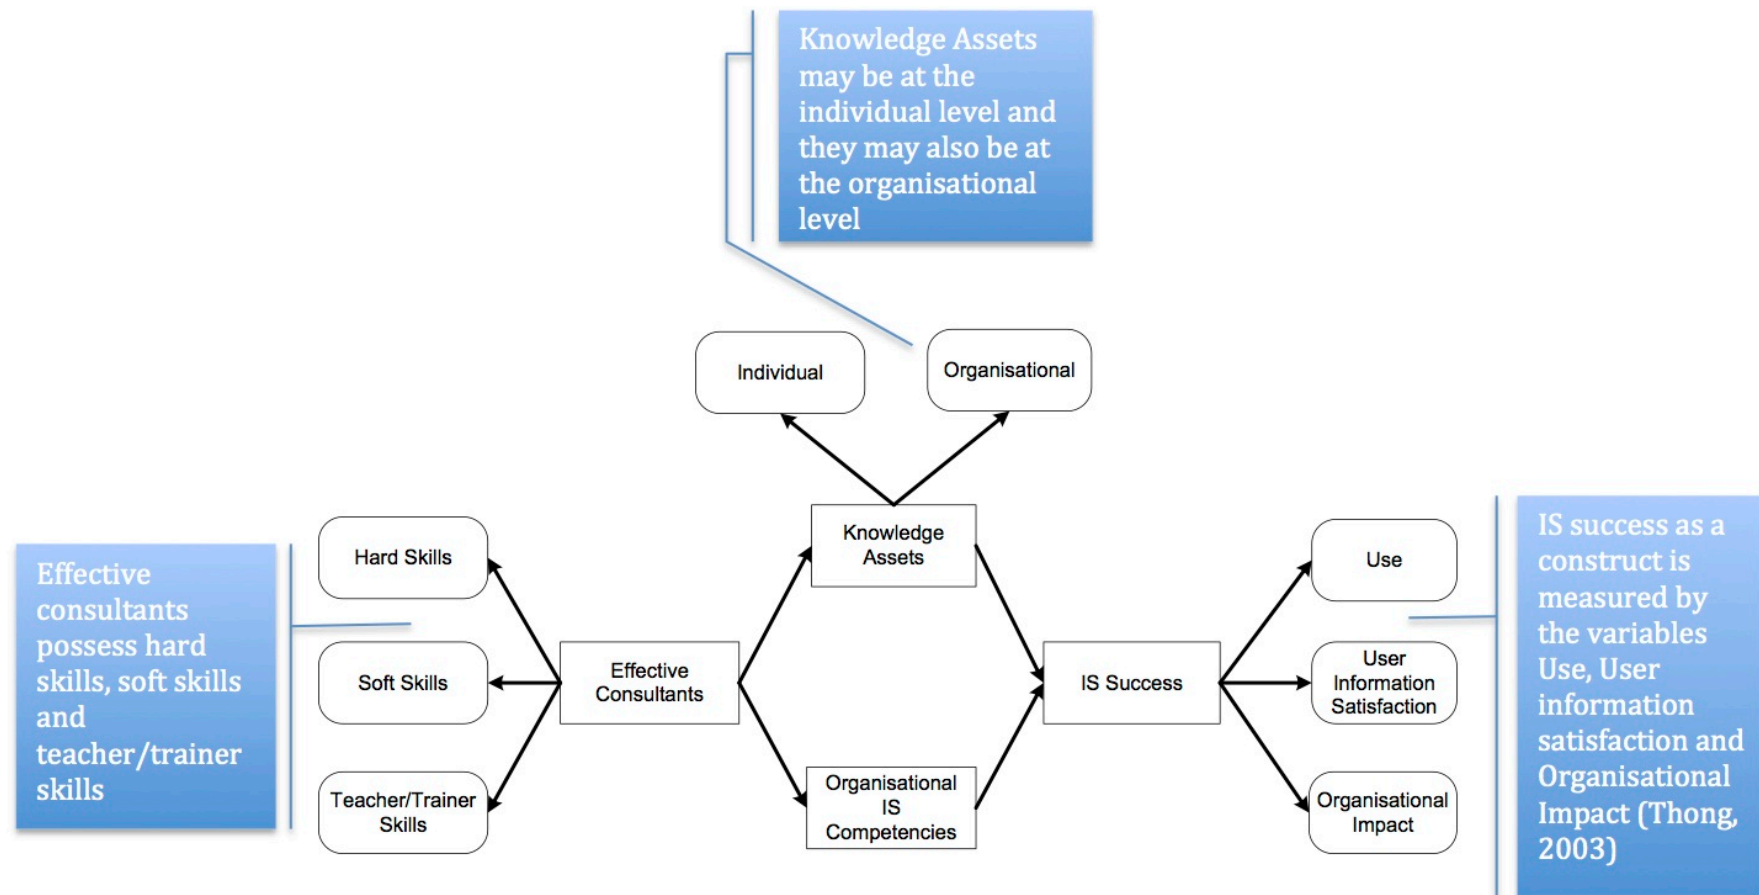 Knowledge Assets
may be at the
individual level and
they may also be at
the organisational
level
Individual
Organisational
Knowledge
Assets
Effective
consultants
possess hard
skills, soft skills
and
teacher/trainer
skills
Hard Skills
Soft Skills
Teacher/Trainer
Skills
Effective
Consultants
Organisational
IS
Competencies
IS Success
Use
User
Information
Satisfaction
Organisational
Impact
IS success as a
construct is
measured by
the variables
Use, User
information
satisfaction and
Organisational
Impact (Thong,
2003)